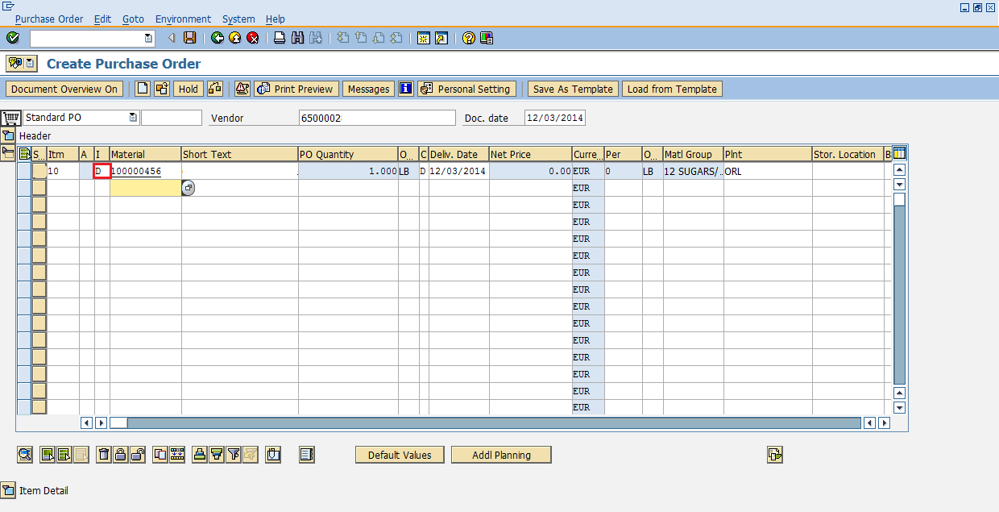 Purchase Order Edit Goto Environment System Help
Create Purchase Order
Document Overview On Hold Print Preview Messages Personal Setting Save As Template Load from Template
Standard PO Vendor 6500002 Doc. date 12/03/2014
Header
S... Itm A I Material Short Text PO Quantity O... C Deliv. Date Net Price Curre... Per O... Matl Group Plnt Stor. Location B
10 D 100000456 1.000 LB D 12/03/2014 0.00 EUR 0 LB 12 SUGARS/... ORL
EUR
EUR
EUR
EUR
EUR
EUR
EUR
EUR
EUR
EUR
EUR
EUR
EUR
EUR
Default Values Addl Planning
Item Detail